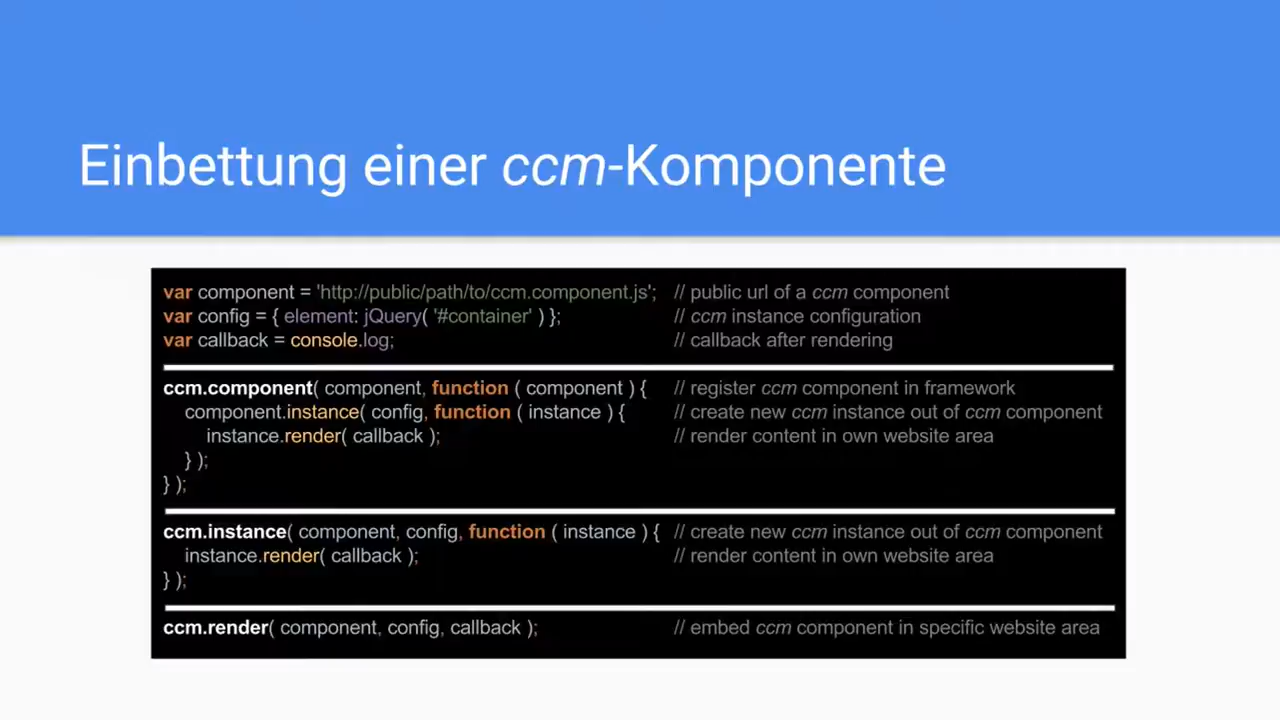 Einbettung einer ccm-Komponente
var component = 'http://public/path/to/ccm.component.js'; // public url of a ccm component
var config = { element: jQuery( '#container' ) }; // ccm instance configuration
var callback = console.log; // callback after rendering
ccm.component( component, function ( component ) { // register ccm component in framework
component.instance( config, function ( instance ) { // create new ccm instance out of ccm component
instance.render( callback ); // render content in own website area
} );
} );
ccm.instance( component, config, function ( instance ) { // create new ccm instance out of ccm component
instance.render( callback ); // render content in own website area
} );
ccm.render( component, config, callback ); // embed ccm component in specific website area